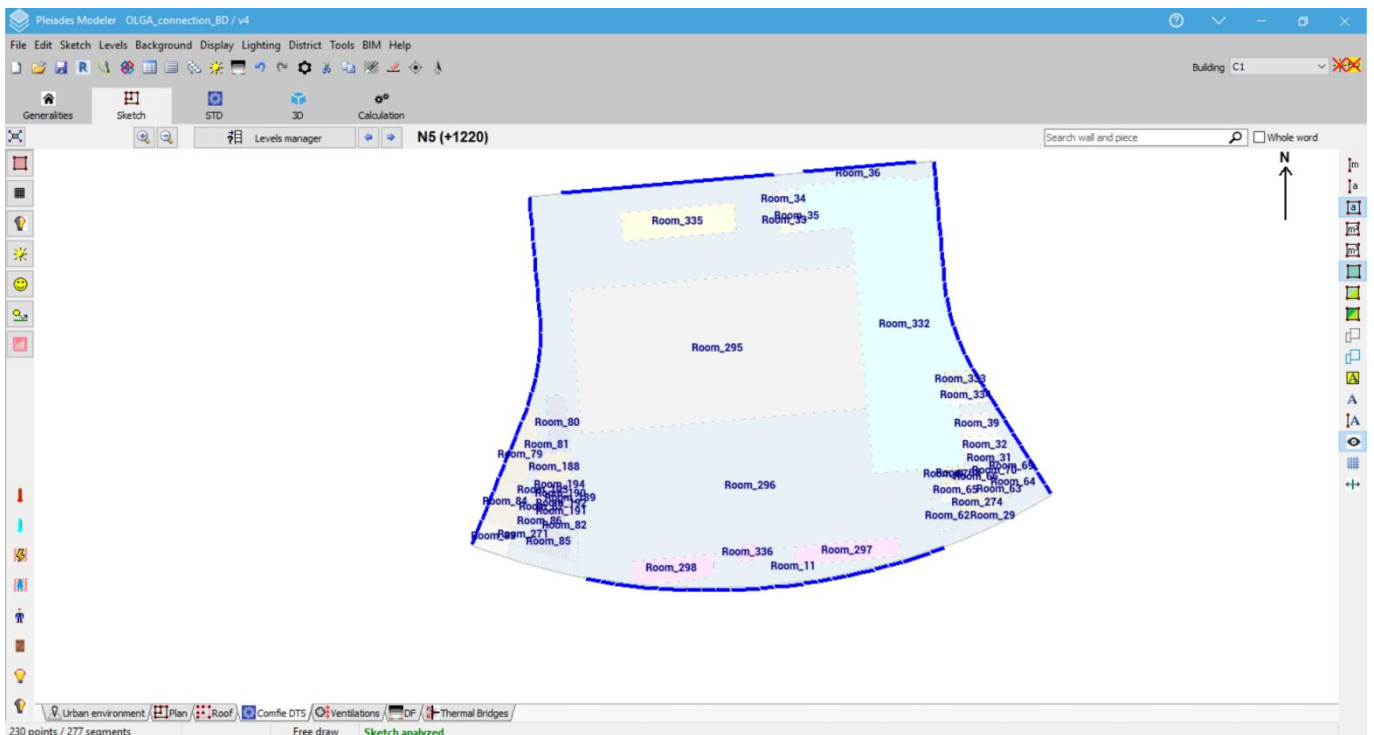 Pleiades Modeler OLGA_connection_BD / v4
File Edit Sketch Levels Background Display Lighting District Tools BIM Help
Building C1
Generalities Sketch STD 3D Calculation
Levels manager N5 (+1220) Search wall and piece Whole word
N
Room_36
Room_34
Room_335 Room_33 Room_35
Room_332
Room_295
Room_333
Room_334
Room_80 Room_39
Room_81 Room_32
Room_79 Room_31
Room_188
Room_194 Room_296 Room_64
Room_84 Room_65 Room_63
Room_191 Room_274
Room_86 Room_82 Room_62 Room_29
Room_271
Room_85
Room_336 Room_297
Room_298 Room_11
Urban environment Plan Roof Comfie DTS Ventilations DF Thermal Bridges
230 points / 277 segments Free draw Sketch analyzed